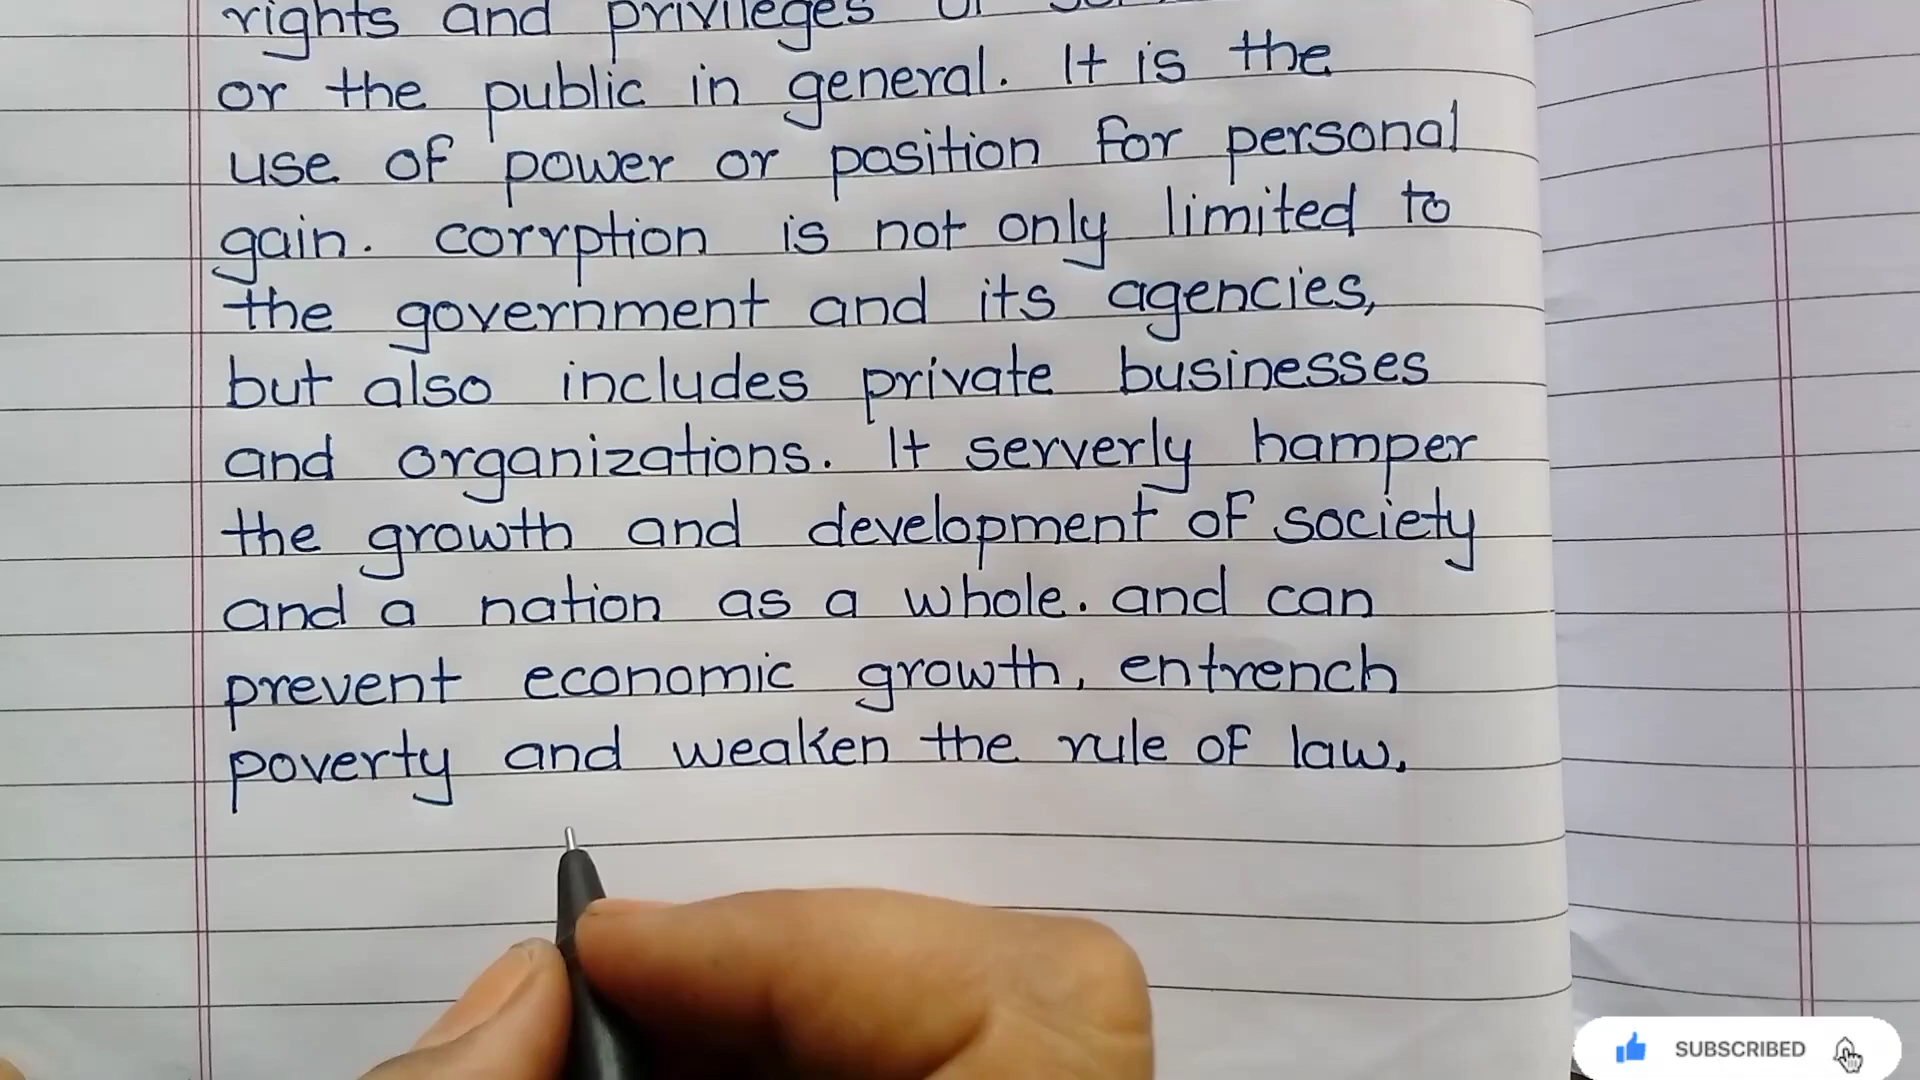 rights and privileges of
or the public in general. It is the
use of power or position for personal
gain. corrption is not only limited to
the government and its agencies,
but also includes private businesses
and organizations. It serverly hamper
the growth and development of society
and a nation as a whole. and can
prevent economic growth, entrench
poverty and weaken the rule of law.
SUBSCRIBED